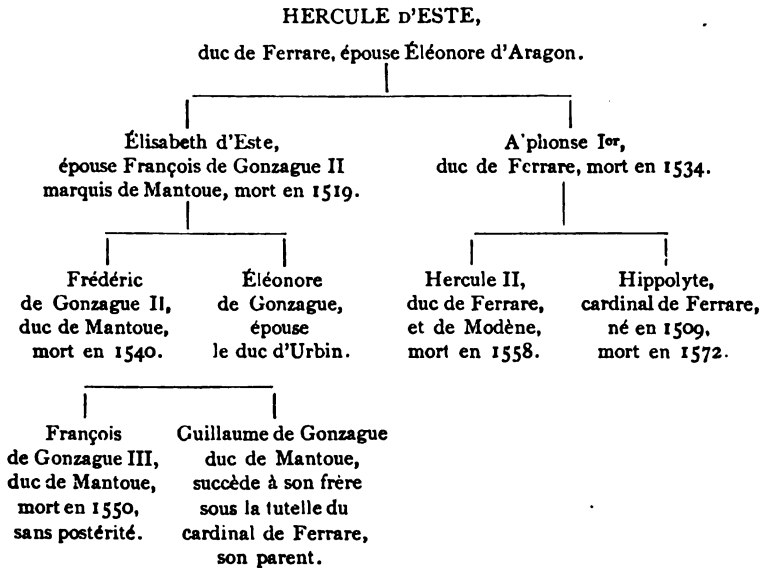 HERCULE D'ESTE,
duc de Ferrare, épouse Éléonore d'Aragon.
Élisabeth d'Este,
épouse François de Gonzague II
marquis de Mantoue, mort en 1519.
A'phonse Ier,
duc de Ferrare, mort en 1534.
Frédéric
de Gonzague II,
duc de Mantoue,
mort en 1540.
Éléonore
de Gonzague,
épouse
le duc d'Urbin.
Hercule II,
duc de Ferrare,
et de Modène,
mort en 1558.
Hippolyte,
cardinal de Ferrare,
né en 1509,
mort en 1572.
François
de Gonzague III,
duc de Mantoue,
mort en 1550,
sans postérité.
Guillaume de Gonzague
duc de Mantoue,
succède à son frère
sous la tutelle du
cardinal de Ferrare,
son parent.